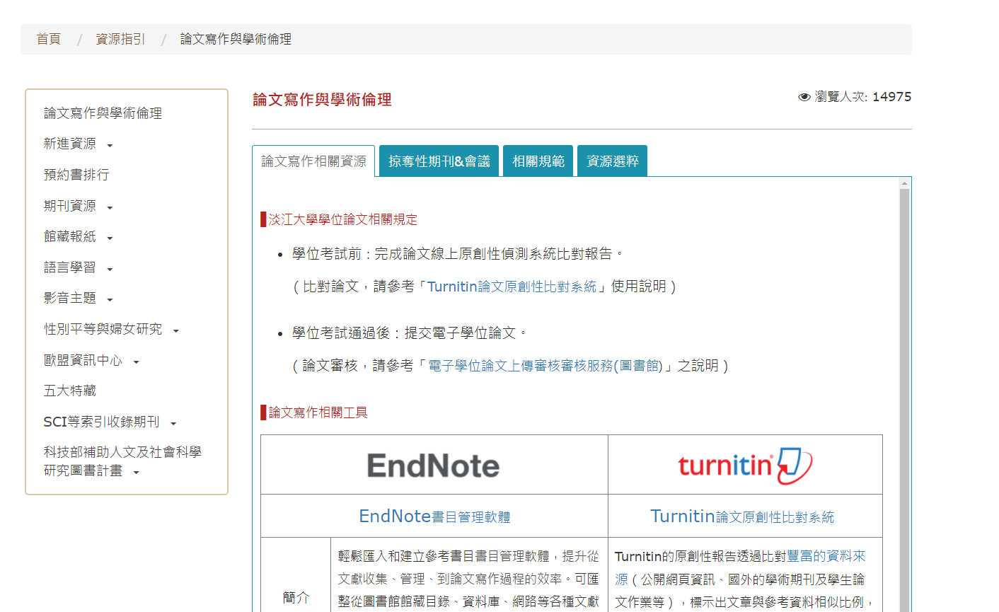 首頁 / 資源指引 / 論文寫作與學術倫理
論文寫作與學術倫理
新進資源
預約書排行
期刊資源
館藏報紙
語言學習
影音主題
性別平等與婦女研究
歐盟資訊中心
五大特藏
SCI等索引收錄期刊
科技部補助人文及社會科學
研究圖書計畫
論文寫作與學術倫理
瀏覽人次: 14975
論文寫作相關資源
掠奪性期刊&會議
相關規範
資源選粹
淡江大學學位論文相關規定
• 學位考試前：完成論文線上原創性偵測系統比對報告。
（比對論文，請參考「Turnitin論文原創性比對系統」使用說明）
• 學位考試通過後：提交電子學位論文。
（論文審核，請參考「電子學位論文上傳審核審核服務(圖書館)」之說明）
論文寫作相關工具
EndNote
turnitin
EndNote書目管理軟體
Turnitin論文原創性比對系統
簡介
輕鬆匯入和建立參考書目書目管理軟體，提升從
文獻收集、管理、到論文寫作過程的效率。可匯
整從圖書館館藏目錄、資料庫、網路等各種文獻
Turnitin的原創性報告透過比對豐富的資料來
源（公開網頁資訊、國外的學術期刊及學生論
文作業等），標示出文章與參考資料相似比例，